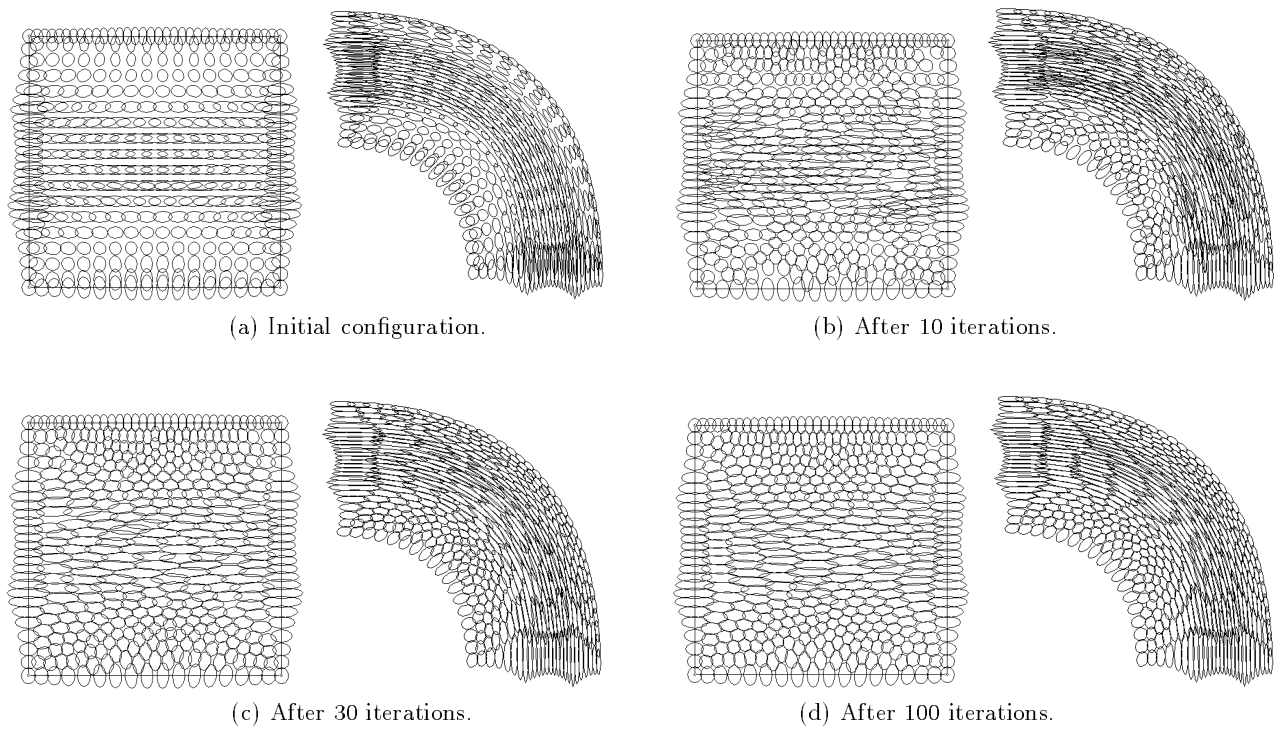 (a) Initial configuration.
(b) After 10 iterations.
(c) After 30 iterations.
(d) After 100 iterations.